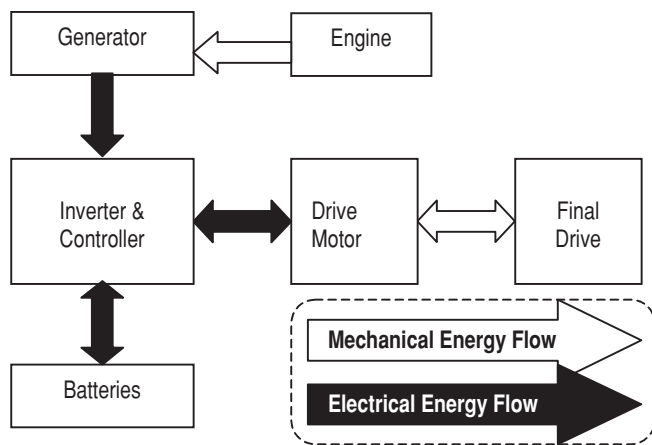 Generator
Engine
Inverter &
Controller
Drive
Motor
Final
Drive
Batteries
Mechanical Energy Flow
Electrical Energy Flow